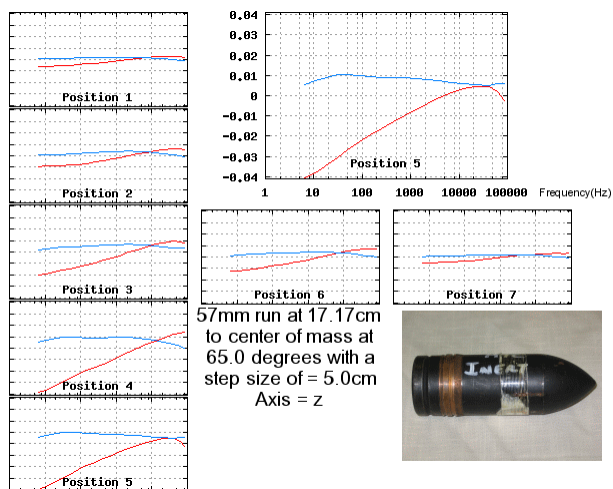 0.04
0.03
0.02
0.01
0
-0.01
-0.02
-0.03
-0.04
Position 5
1 10 100 1000 10000 100000 Frequency(Hz)
Position 1
Position 2
Position 3
Position 4
Position 5
Position 6
Position 7
57mm run at 17.17cm
to center of mass at
65.0 degrees with a
step size of = 5.0cm
Axis = z
INERT